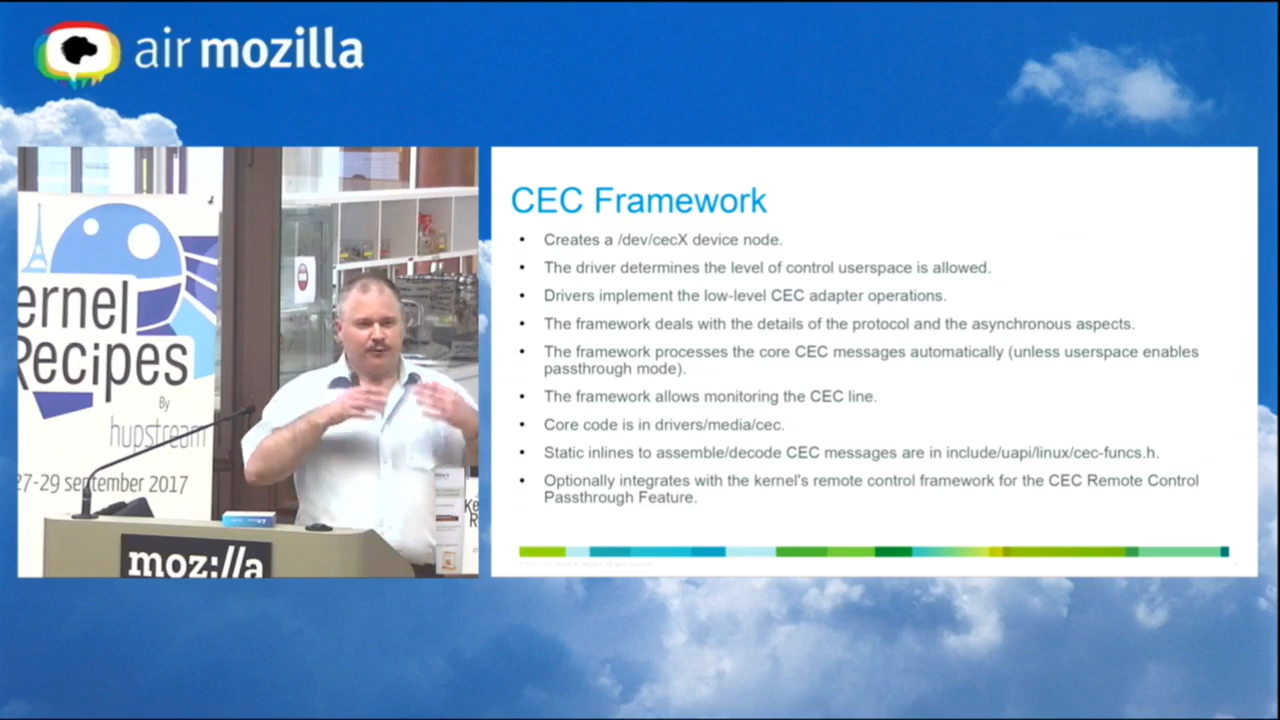 air mozilla
ernel
Recipes
By
hupstream
27-29 september 2017
moz://a
CEC Framework
• Creates a /dev/cecX device node.
• The driver determines the level of control userspace is allowed.
• Drivers implement the low-level CEC adapter operations.
• The framework deals with the details of the protocol and the asynchronous aspects.
• The framework processes the core CEC messages automatically (unless userspace enables
passthrough mode).
• The framework allows monitoring the CEC line.
• Core code is in drivers/media/cec.
• Static inlines to assemble/decode CEC messages are in include/uapi/linux/cec-funcs.h.
• Optionally integrates with the kernel's remote control framework for the CEC Remote Control
Passthrough Feature.